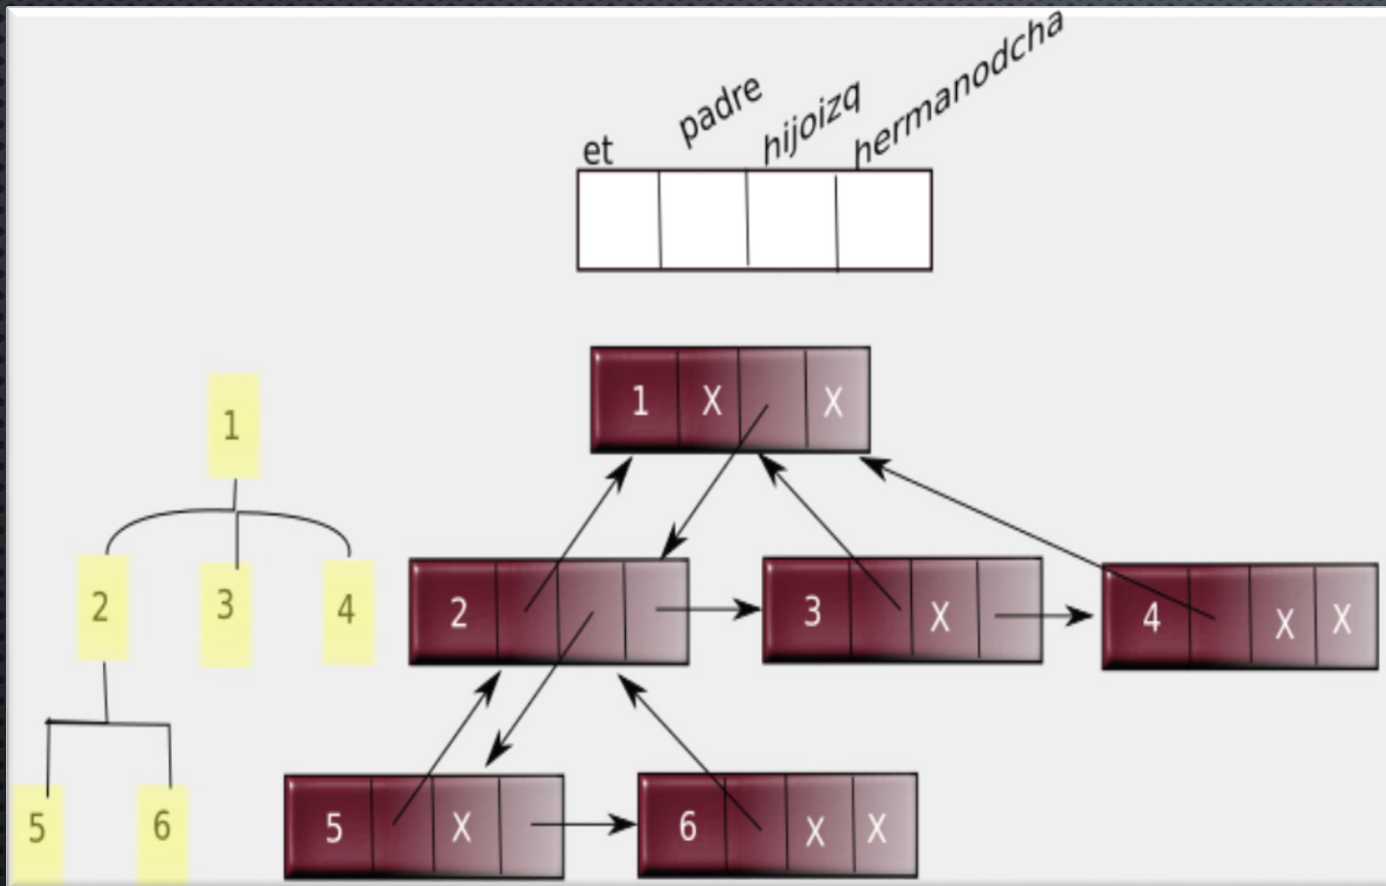 et padre hijoizq hermanodcha
1 X X
1
2 3 X 4 X X
2 3 4
5 X 6 X X
5 6